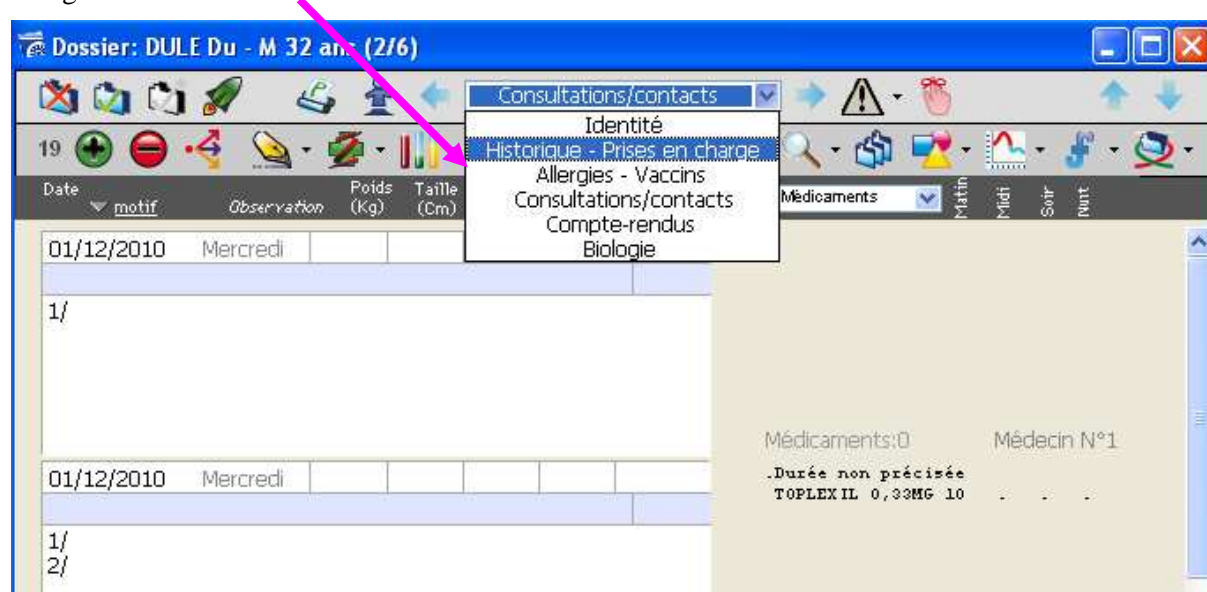 Dossier: DULE Du - M 32 ans (2/6)
Consultations/contacts
Identité
19
Historique - Prises en charge
Allergies - Vaccins
Consultations/contacts
Compte-rendus
Biologie
Date
motif
Observation
Poids
(Kg)
Taille
(Cm)
Médicaments
Matin
Midi
Soir
Nuit
01/12/2010 Mercredi
1/
Médicaments:0 Médecin N°1
01/12/2010 Mercredi
.Durée non précisée
TOPLEXIL 0,33MG 10 . . .
1/
2/